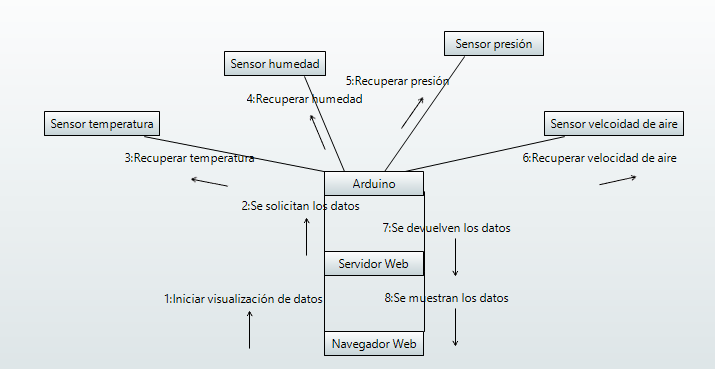 Sensor presión
Sensor humedad
5:Recuperar presión
4:Recuperar humedad
Sensor temperatura
Sensor velcoidad de aire
3:Recuperar temperatura
6:Recuperar velocidad de aire
Arduino
2:Se solicitan los datos
7:Se devuelven los datos
Servidor Web
1:Iniciar visualización de datos
8:Se muestran los datos
Navegador Web